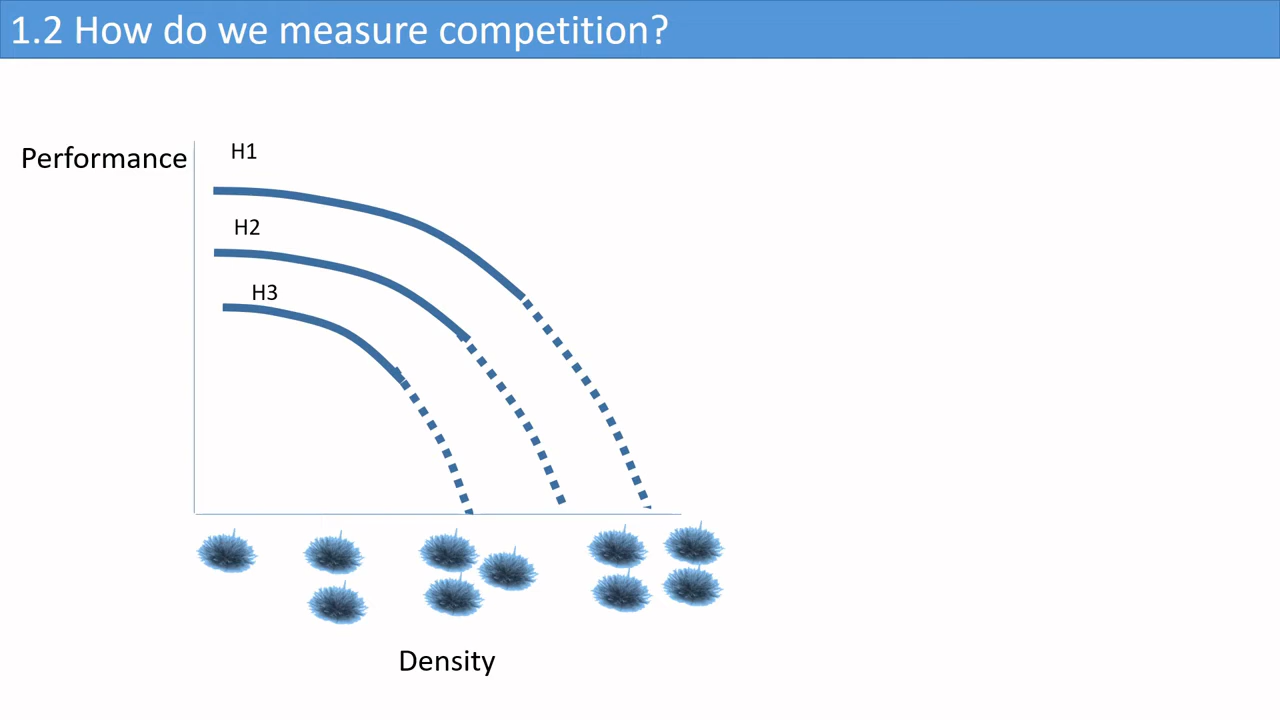 1.2 How do we measure competition?
Performance
H1
H2
H3
Density